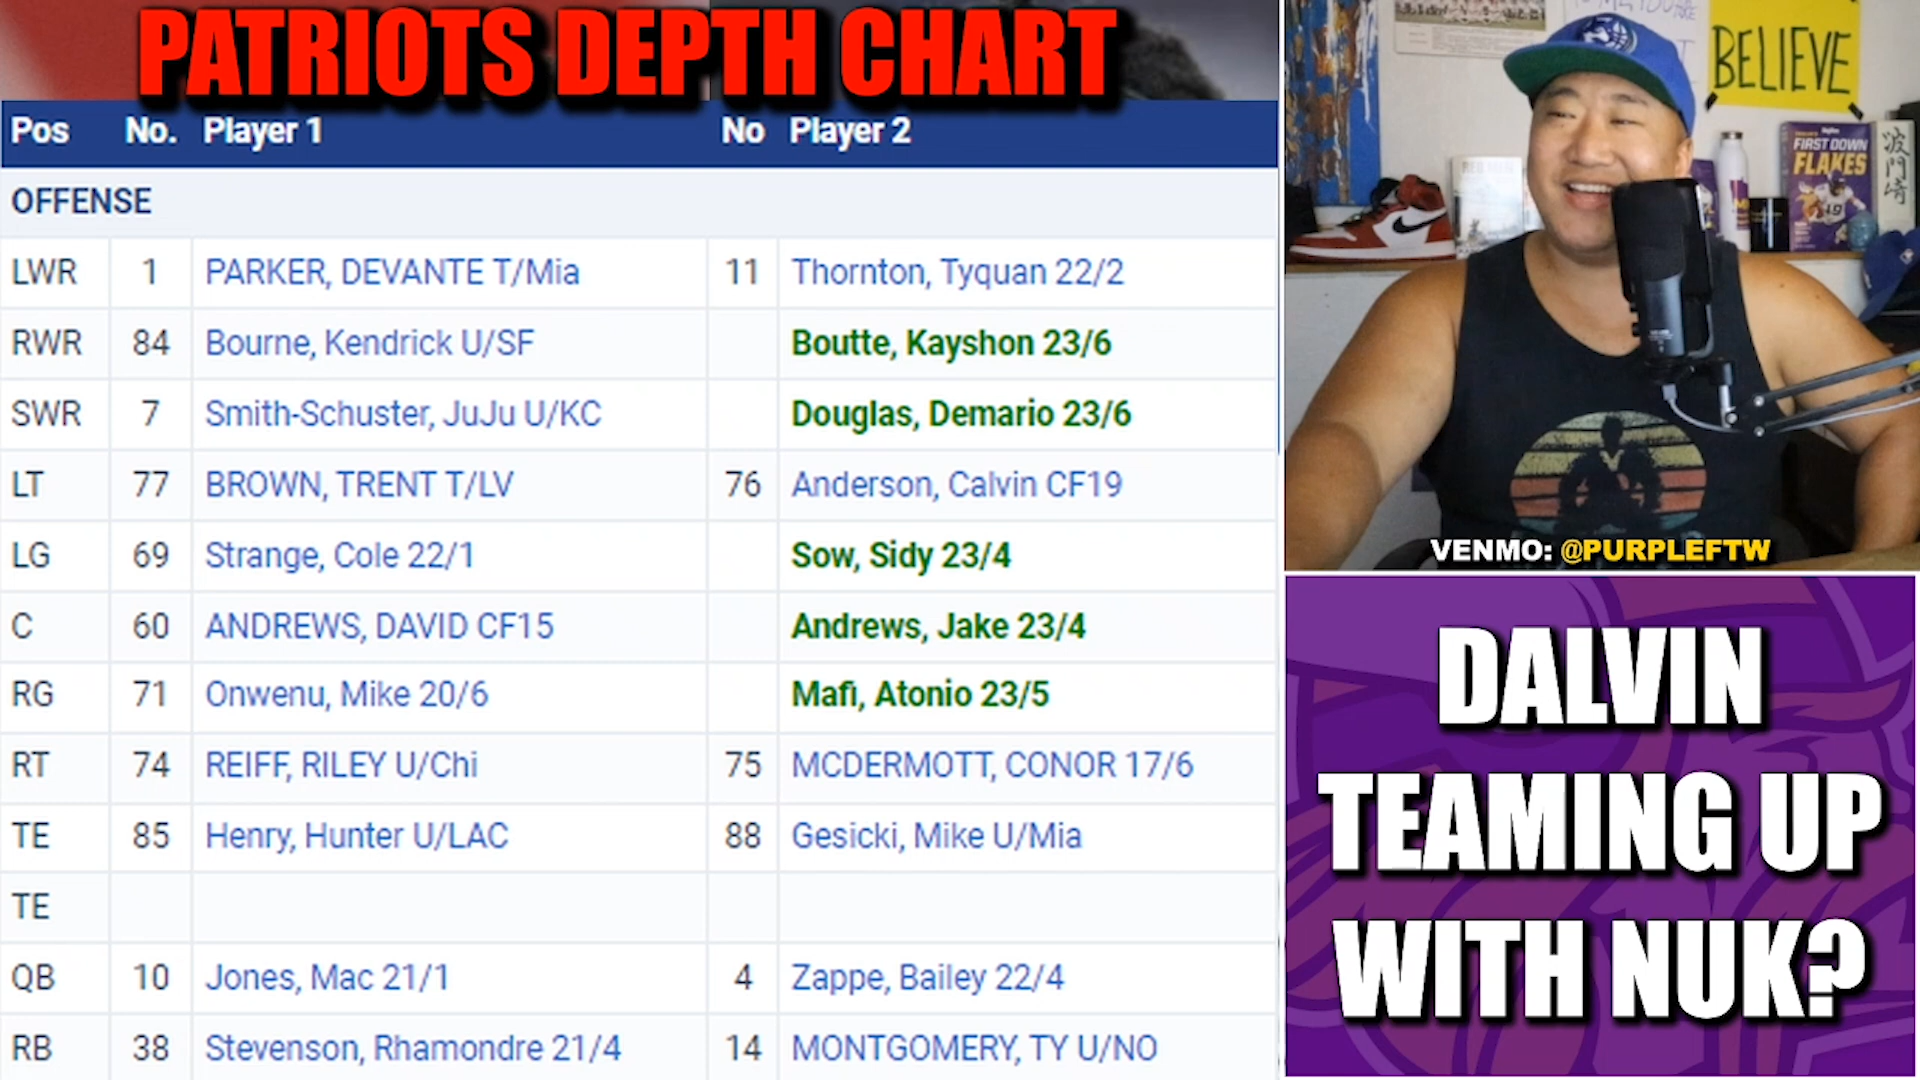 PATRIOTS DEPTH CHART
Pos No. Player 1 No Player 2
OFFENSE
LWR 1 PARKER, DEVANTE T/Mia 11 Thornton, Tyquan 22/2
RWR 84 Bourne, Kendrick U/SF Boutte, Kayshon 23/6
SWR 7 Smith-Schuster, JuJu U/KC Douglas, Demario 23/6
LT 77 BROWN, TRENT T/LV 76 Anderson, Calvin CF19
LG 69 Strange, Cole 22/1 Sow, Sidy 23/4
C 60 ANDREWS, DAVID CF15 Andrews, Jake 23/4
RG 71 Onwenu, Mike 20/6 Mafi, Atonio 23/5
RT 74 REIFF, RILEY U/Chi 75 MCDERMOTT, CONOR 17/6
TE 85 Henry, Hunter U/LAC 88 Gesicki, Mike U/Mia
TE
QB 10 Jones, Mac 21/1 4 Zappe, Bailey 22/4
RB 38 Stevenson, Rhamondre 21/4 14 MONTGOMERY, TY U/NO
BELIEVE
FIRST DOWN
FLAKES
19
VENMO: @PURPLEFTW
DALVIN
TEAMING UP
WITH NUK?